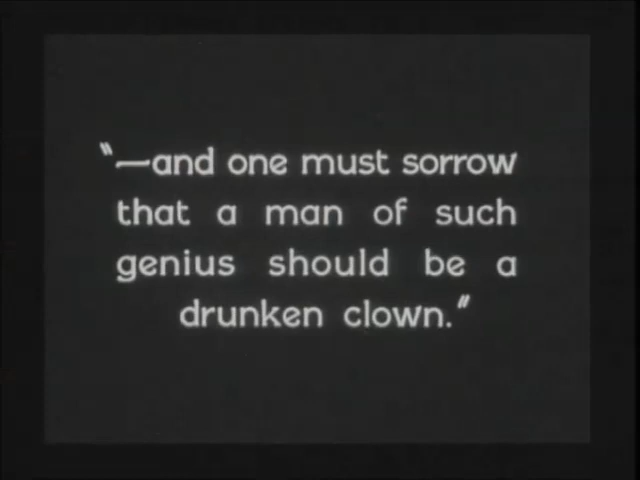 "—and one must sorrow
that a man of such
genius should be a
drunken clown."